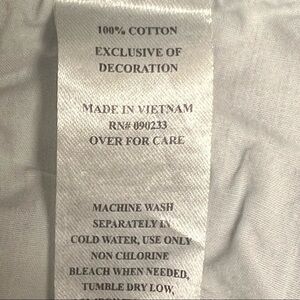 100% COTTON
EXCLUSIVE OF
DECORATION
MADE IN VIETNAM
RN# 090233
OVER FOR CARE
MACHINE WASH
SEPARATELY IN
COLD WATER, USE ONLY
NON CHLORINE
BLEACH WHEN NEEDED,
TUMBLE DRY LOW,